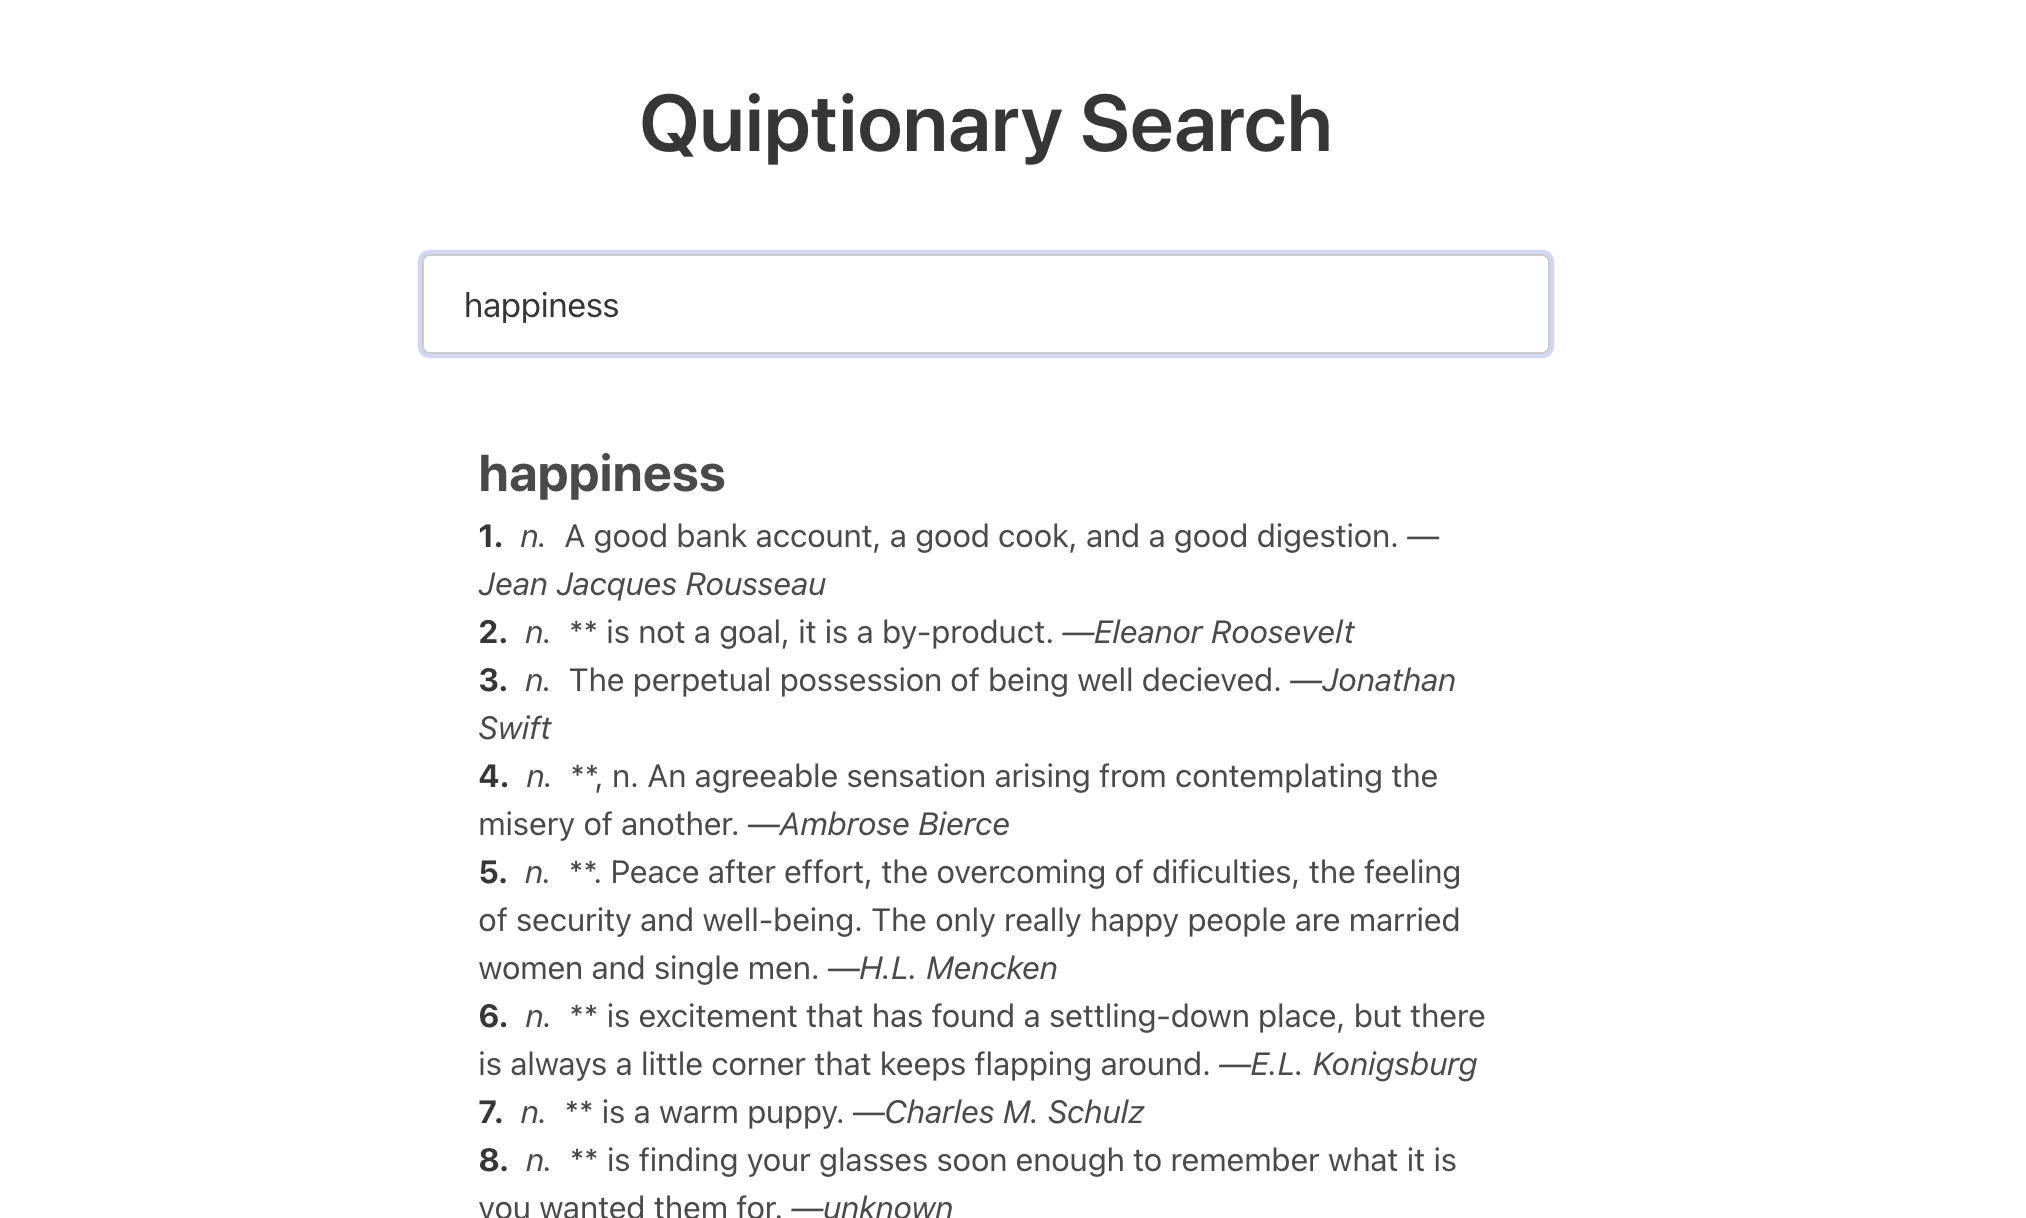 Quiptionary Search
happiness
happiness
1. n. A good bank account, a good cook, and a good digestion. —
Jean Jacques Rousseau
2. n. ** is not a goal, it is a by-product. —Eleanor Roosevelt
3. n. The perpetual possession of being well decieved. —Jonathan
Swift
4. n. **, n. An agreeable sensation arising from contemplating the
misery of another. —Ambrose Bierce
5. n. **. Peace after effort, the overcoming of dificulties, the feeling
of security and well-being. The only really happy people are married
women and single men. —H.L. Mencken
6. n. ** is excitement that has found a settling-down place, but there
is always a little corner that keeps flapping around. —E.L. Konigsburg
7. n. ** is a warm puppy. —Charles M. Schulz
8. n. ** is finding your glasses soon enough to remember what it is
you wanted them for. —unknown